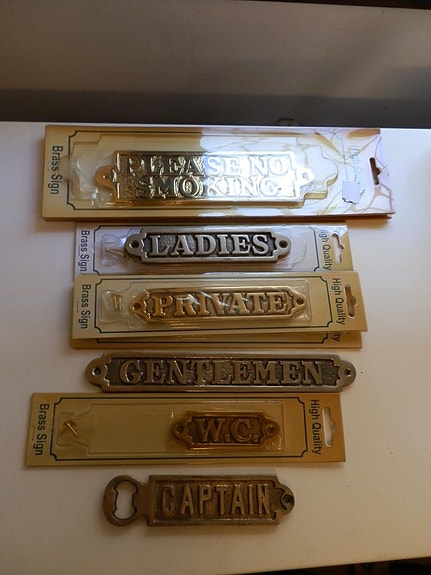 Brass Sign
PLEASE NO
SMOKING
Brass Sign
LADIES
High Quality
Brass Sign
PRIVATE
High Quality
GENTLEMEN
Brass Sign
W.C.
High Quality
CAPTAIN